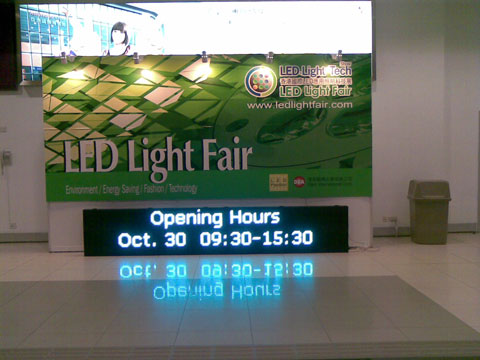 LED Light Tech
LED Light Fair
www.ledlightfair.com
LED Light Fair
Environment / Energy Saving / Fashion / Technology
Opening Hours
Oct. 30 09:30-15:30